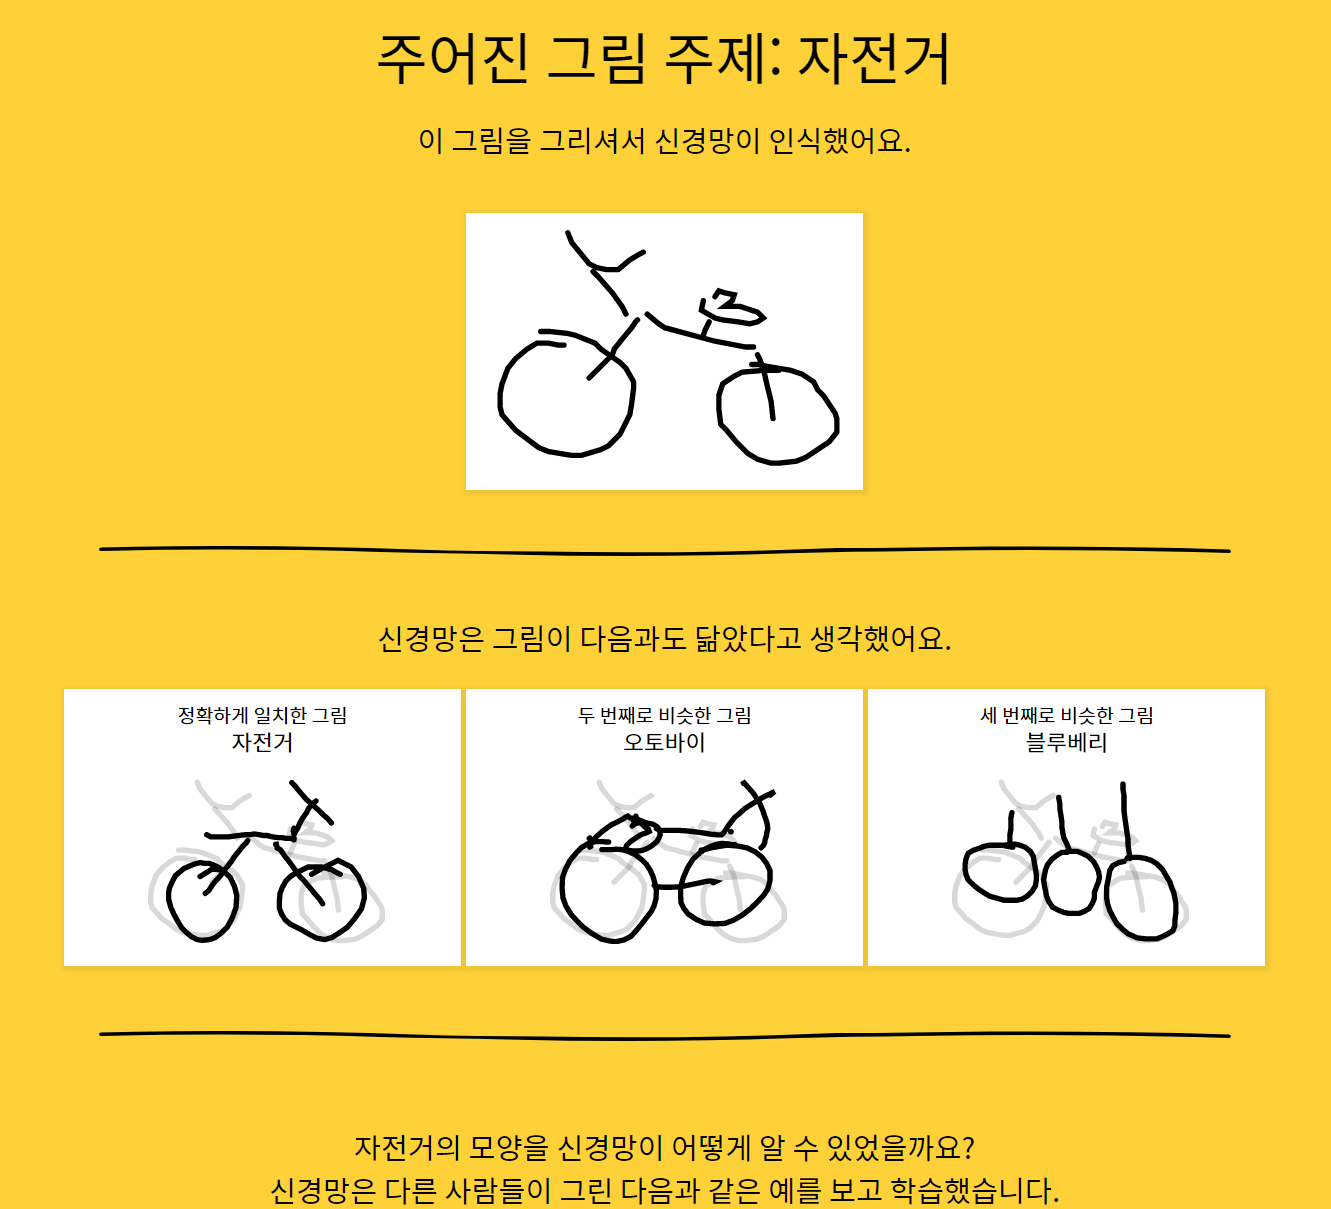 주어진 그림 주제: 자전거
이 그림을 그리셔서 신경망이 인식했어요.
신경망은 그림이 다음과도 닮았다고 생각했어요.
정확하게 일치한 그림
자전거
두 번째로 비슷한 그림
오토바이
세 번째로 비슷한 그림
블루베리
자전거의 모양을 신경망이 어떻게 알 수 있었을까요?
신경망은 다른 사람들이 그린 다음과 같은 예를 보고 학습했습니다.